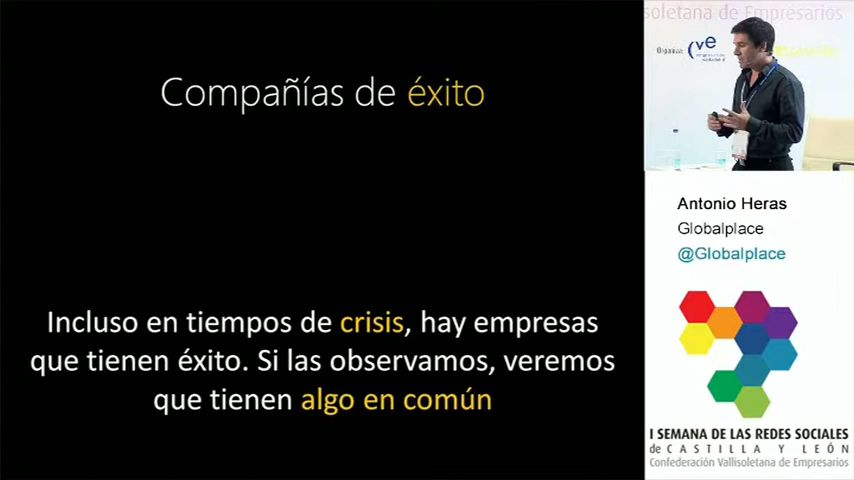 Compañías de éxito
Incluso en tiempos de crisis, hay empresas
que tienen éxito. Si las observamos, veremos
que tienen algo en común
soletana de Empresarios
Organiza:
cve
Antonio Heras
Globalplace
@Globalplace
I SEMANA DE LAS REDES SOCIALES
de CASTILLA Y LEÓN
Confederación Vallisoletana de Empresarios